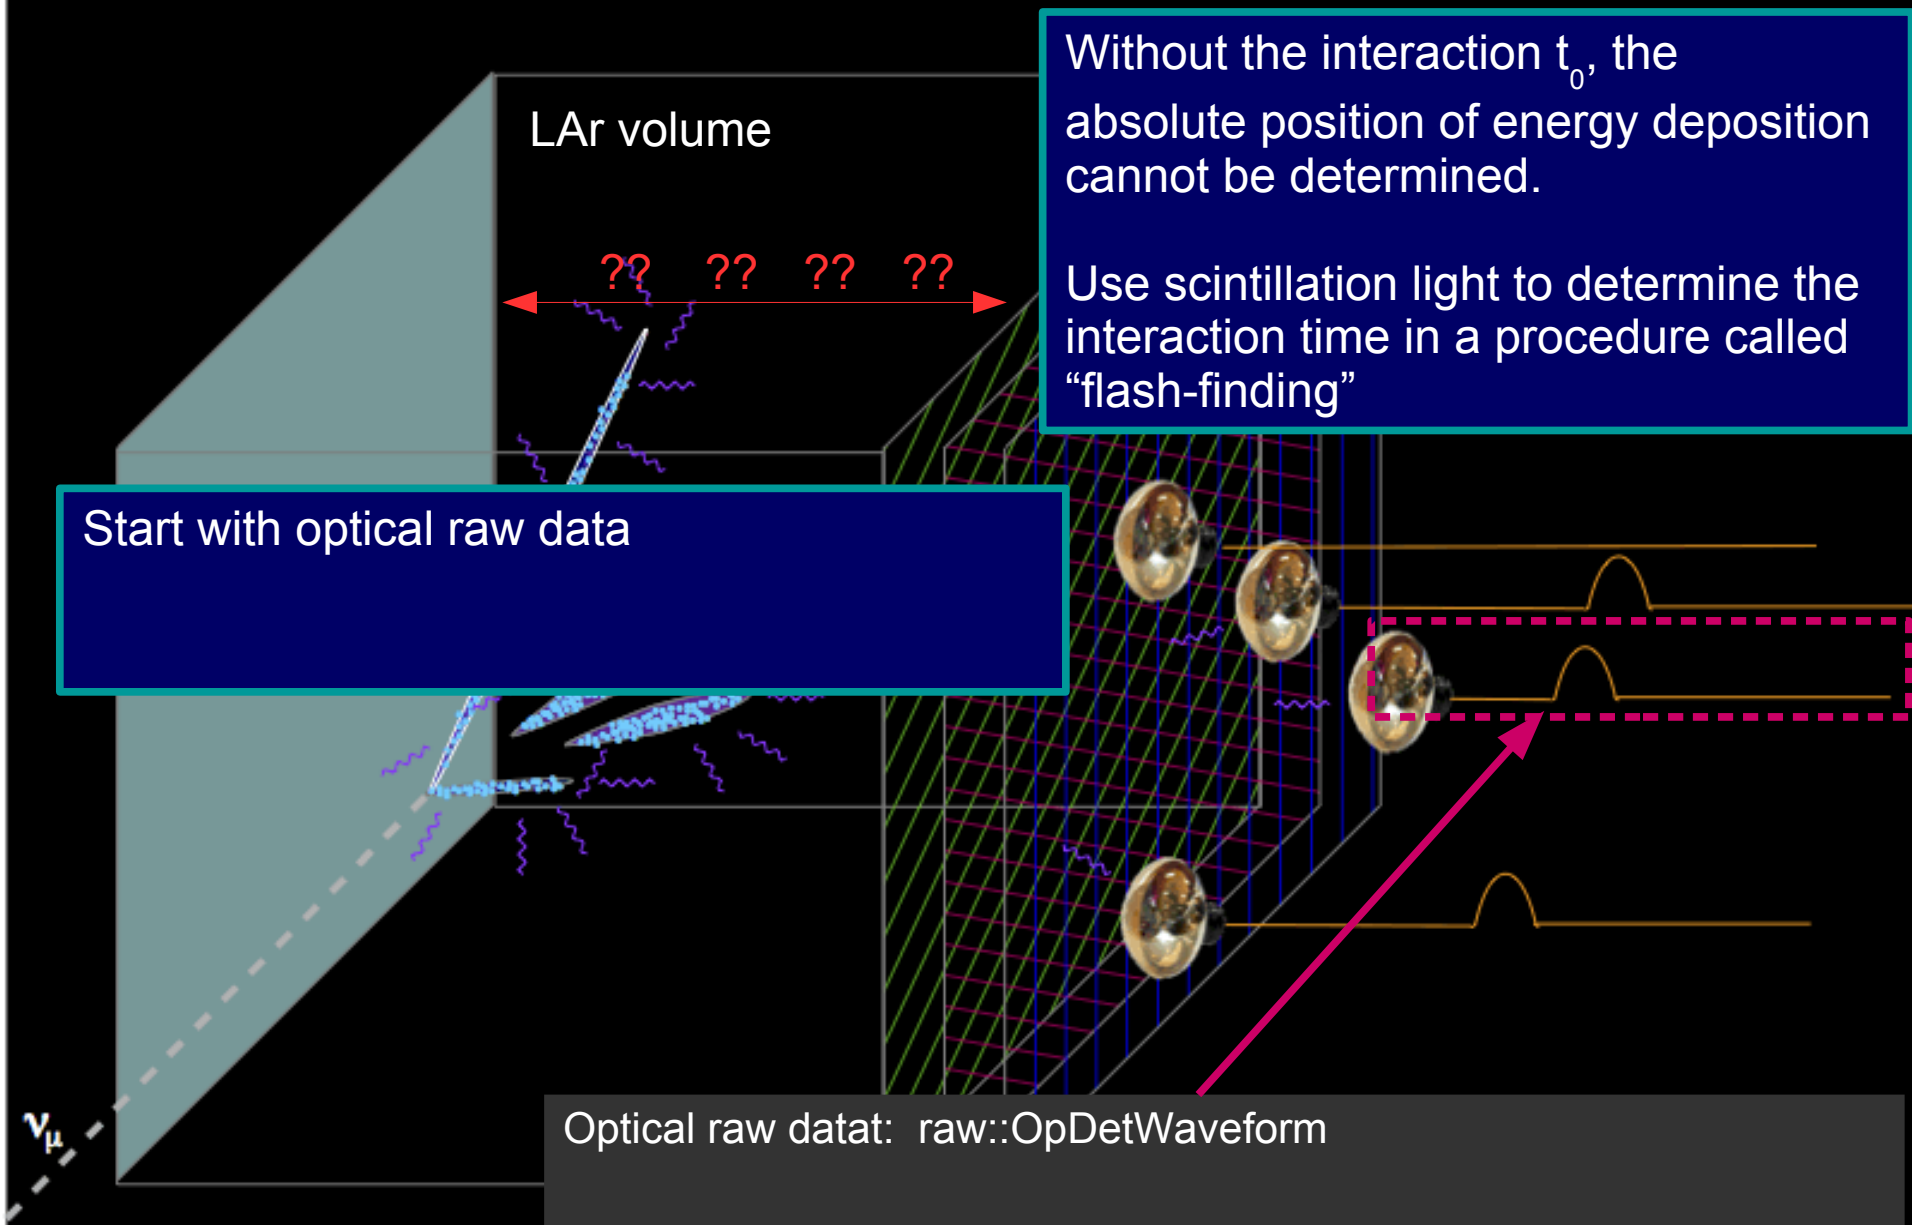 Without the interaction t₀, the
absolute position of energy deposition
cannot be determined.
Use scintillation light to determine the
interaction time in a procedure called
“flash-finding”
LAr volume
?? ?? ?? ??
Start with optical raw data
νμ
Optical raw datat: raw::OpDetWaveform